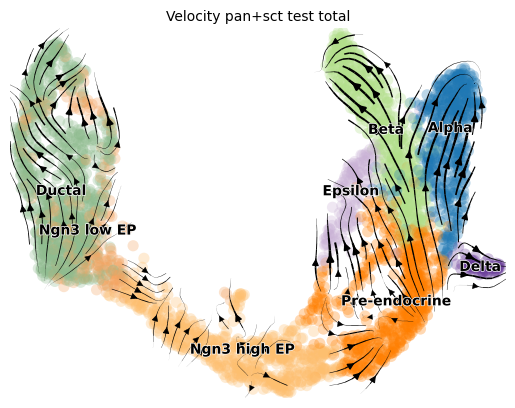 Velocity pan+sct test total
Beta
Alpha
Ductal
Epsilon
Ngn3 low EP
Delta
Pre-endocrine
Ngn3 high EP